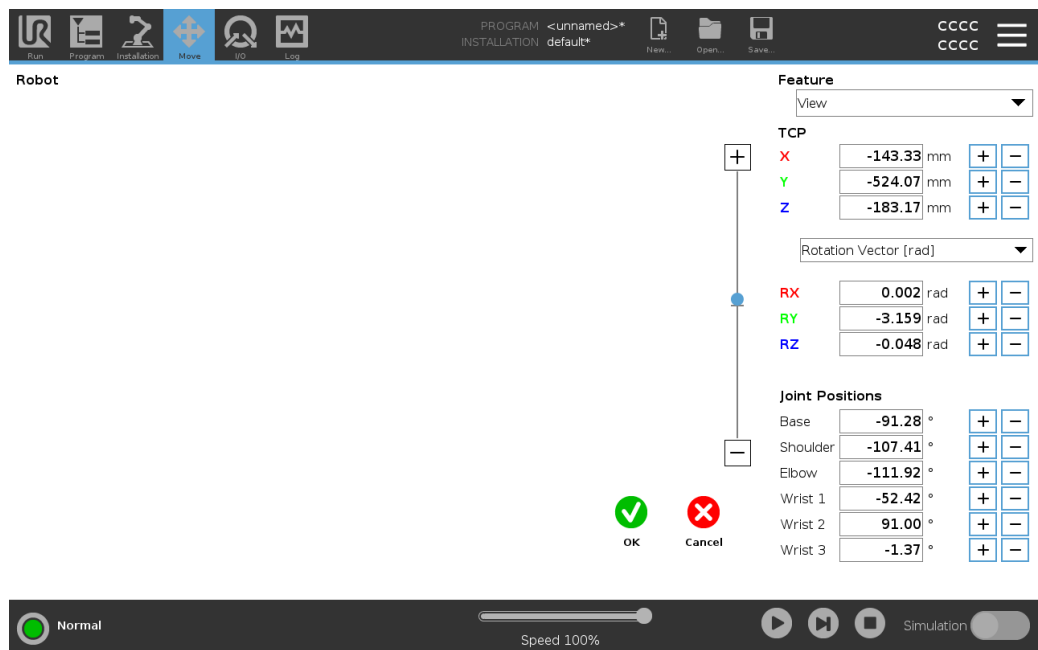 PROGRAM <unnamed>*
INSTALLATION default*
CCCC
CCCC
UR
Run Program Installation Move I/O Log New... Open... Save...
Robot
Feature
View
TCP
X -143.33 mm + −
Y -524.07 mm + −
Z -183.17 mm + −
Rotation Vector [rad]
RX 0.002 rad + −
RY -3.159 rad + −
RZ -0.048 rad + −
Joint Positions
Base -91.28 ° + −
Shoulder -107.41 ° + −
Elbow -111.92 ° + −
Wrist 1 -52.42 ° + −
Wrist 2 91.00 ° + −
Wrist 3 -1.37 ° + −
+
−
OK Cancel
Normal
Speed 100%
Simulation